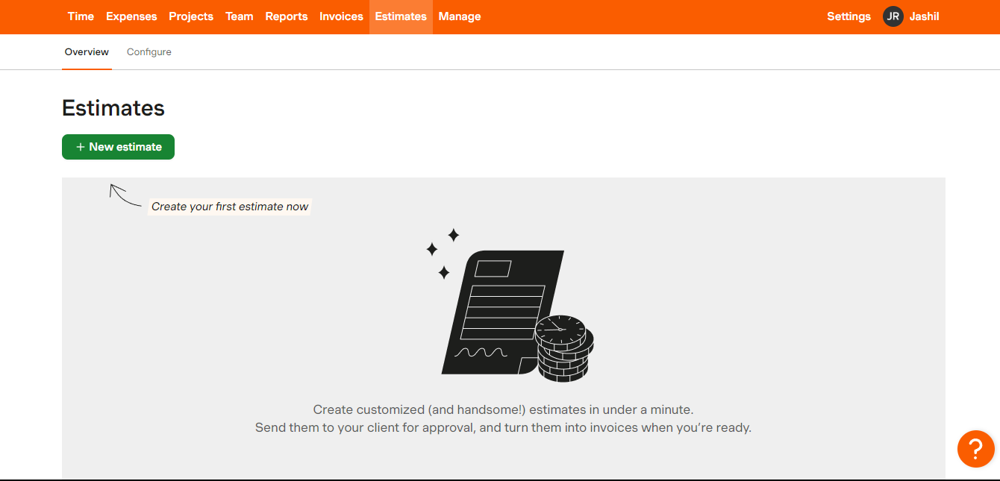 Time Expenses Projects Team Reports Invoices Estimates Manage Settings JR Jashil
Overview Configure
Estimates
+ New estimate
Create your first estimate now
Create customized (and handsome!) estimates in under a minute.
Send them to your client for approval, and turn them into invoices when you’re ready.
?